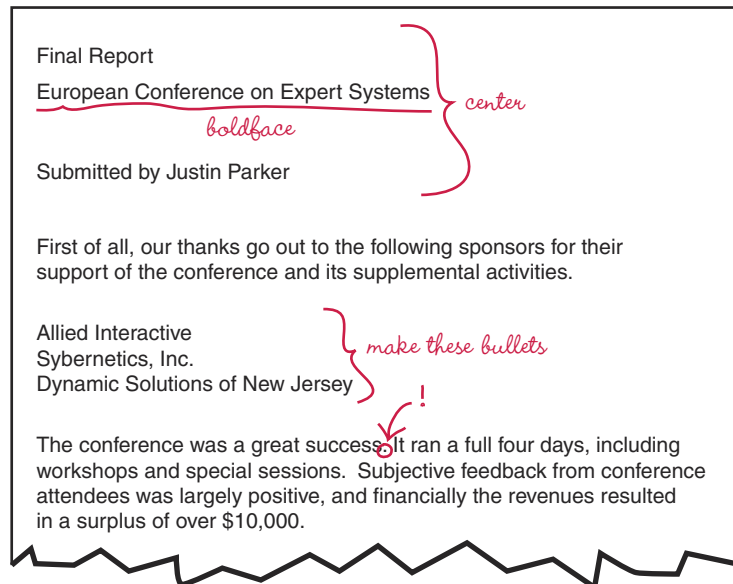 Final Report
European Conference on Expert Systems
center
boldface
Submitted by Justin Parker
First of all, our thanks go out to the following sponsors for their
support of the conference and its supplemental activities.
Allied Interactive
Sybernetics, Inc.
make these bullets
Dynamic Solutions of New Jersey
!
The conference was a great success. It ran a full four days, including
workshops and special sessions.  Subjective feedback from conference
attendees was largely positive, and financially the revenues resulted
in a surplus of over $10,000.